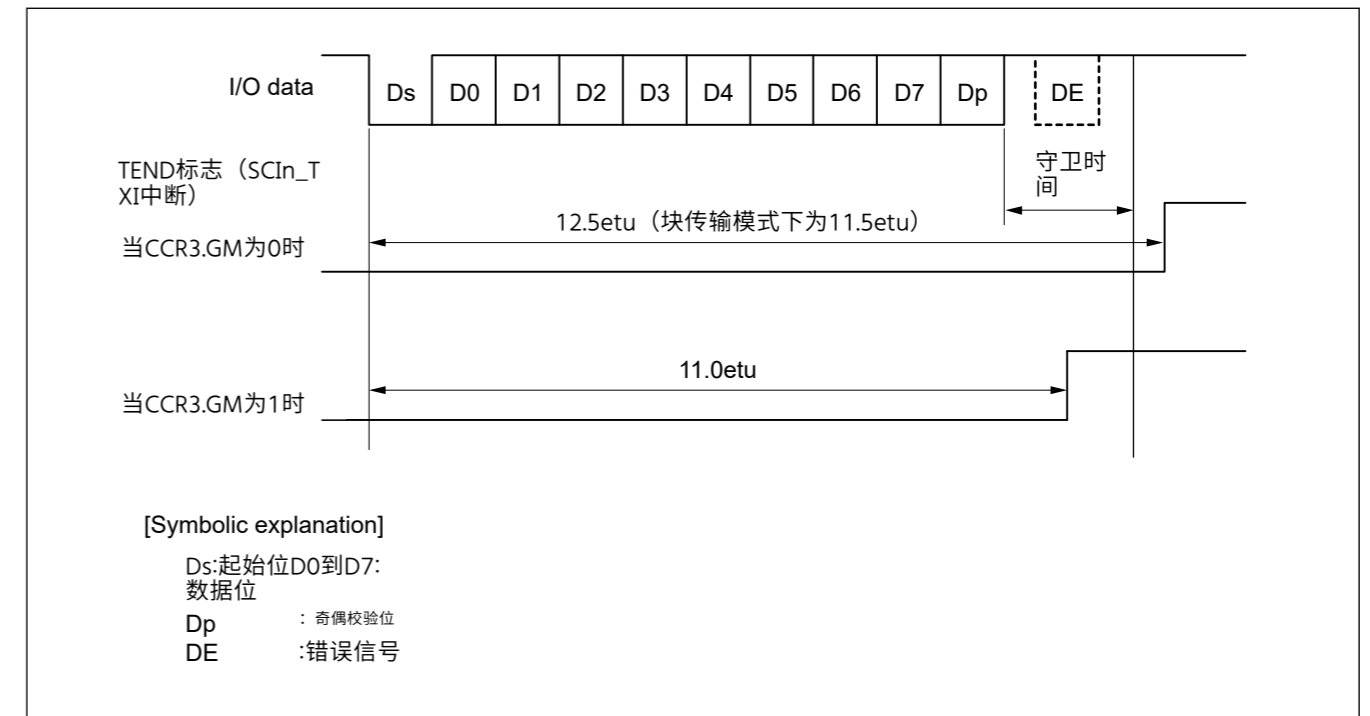 I/O data
Ds D0 D1 D2 D3 D4 D5 D6 D7 Dp DE
TEND标志（SCIn_T
XI中断）
守卫时
间
12.5etu（块传输模式下为11.5etu）
当CCR3.GM为0时
11.0etu
当CCR3.GM为1时
[Symbolic explanation]
Ds:起始位D0到D7:
数据位
Dp ：奇偶校验位
DE :错误信号